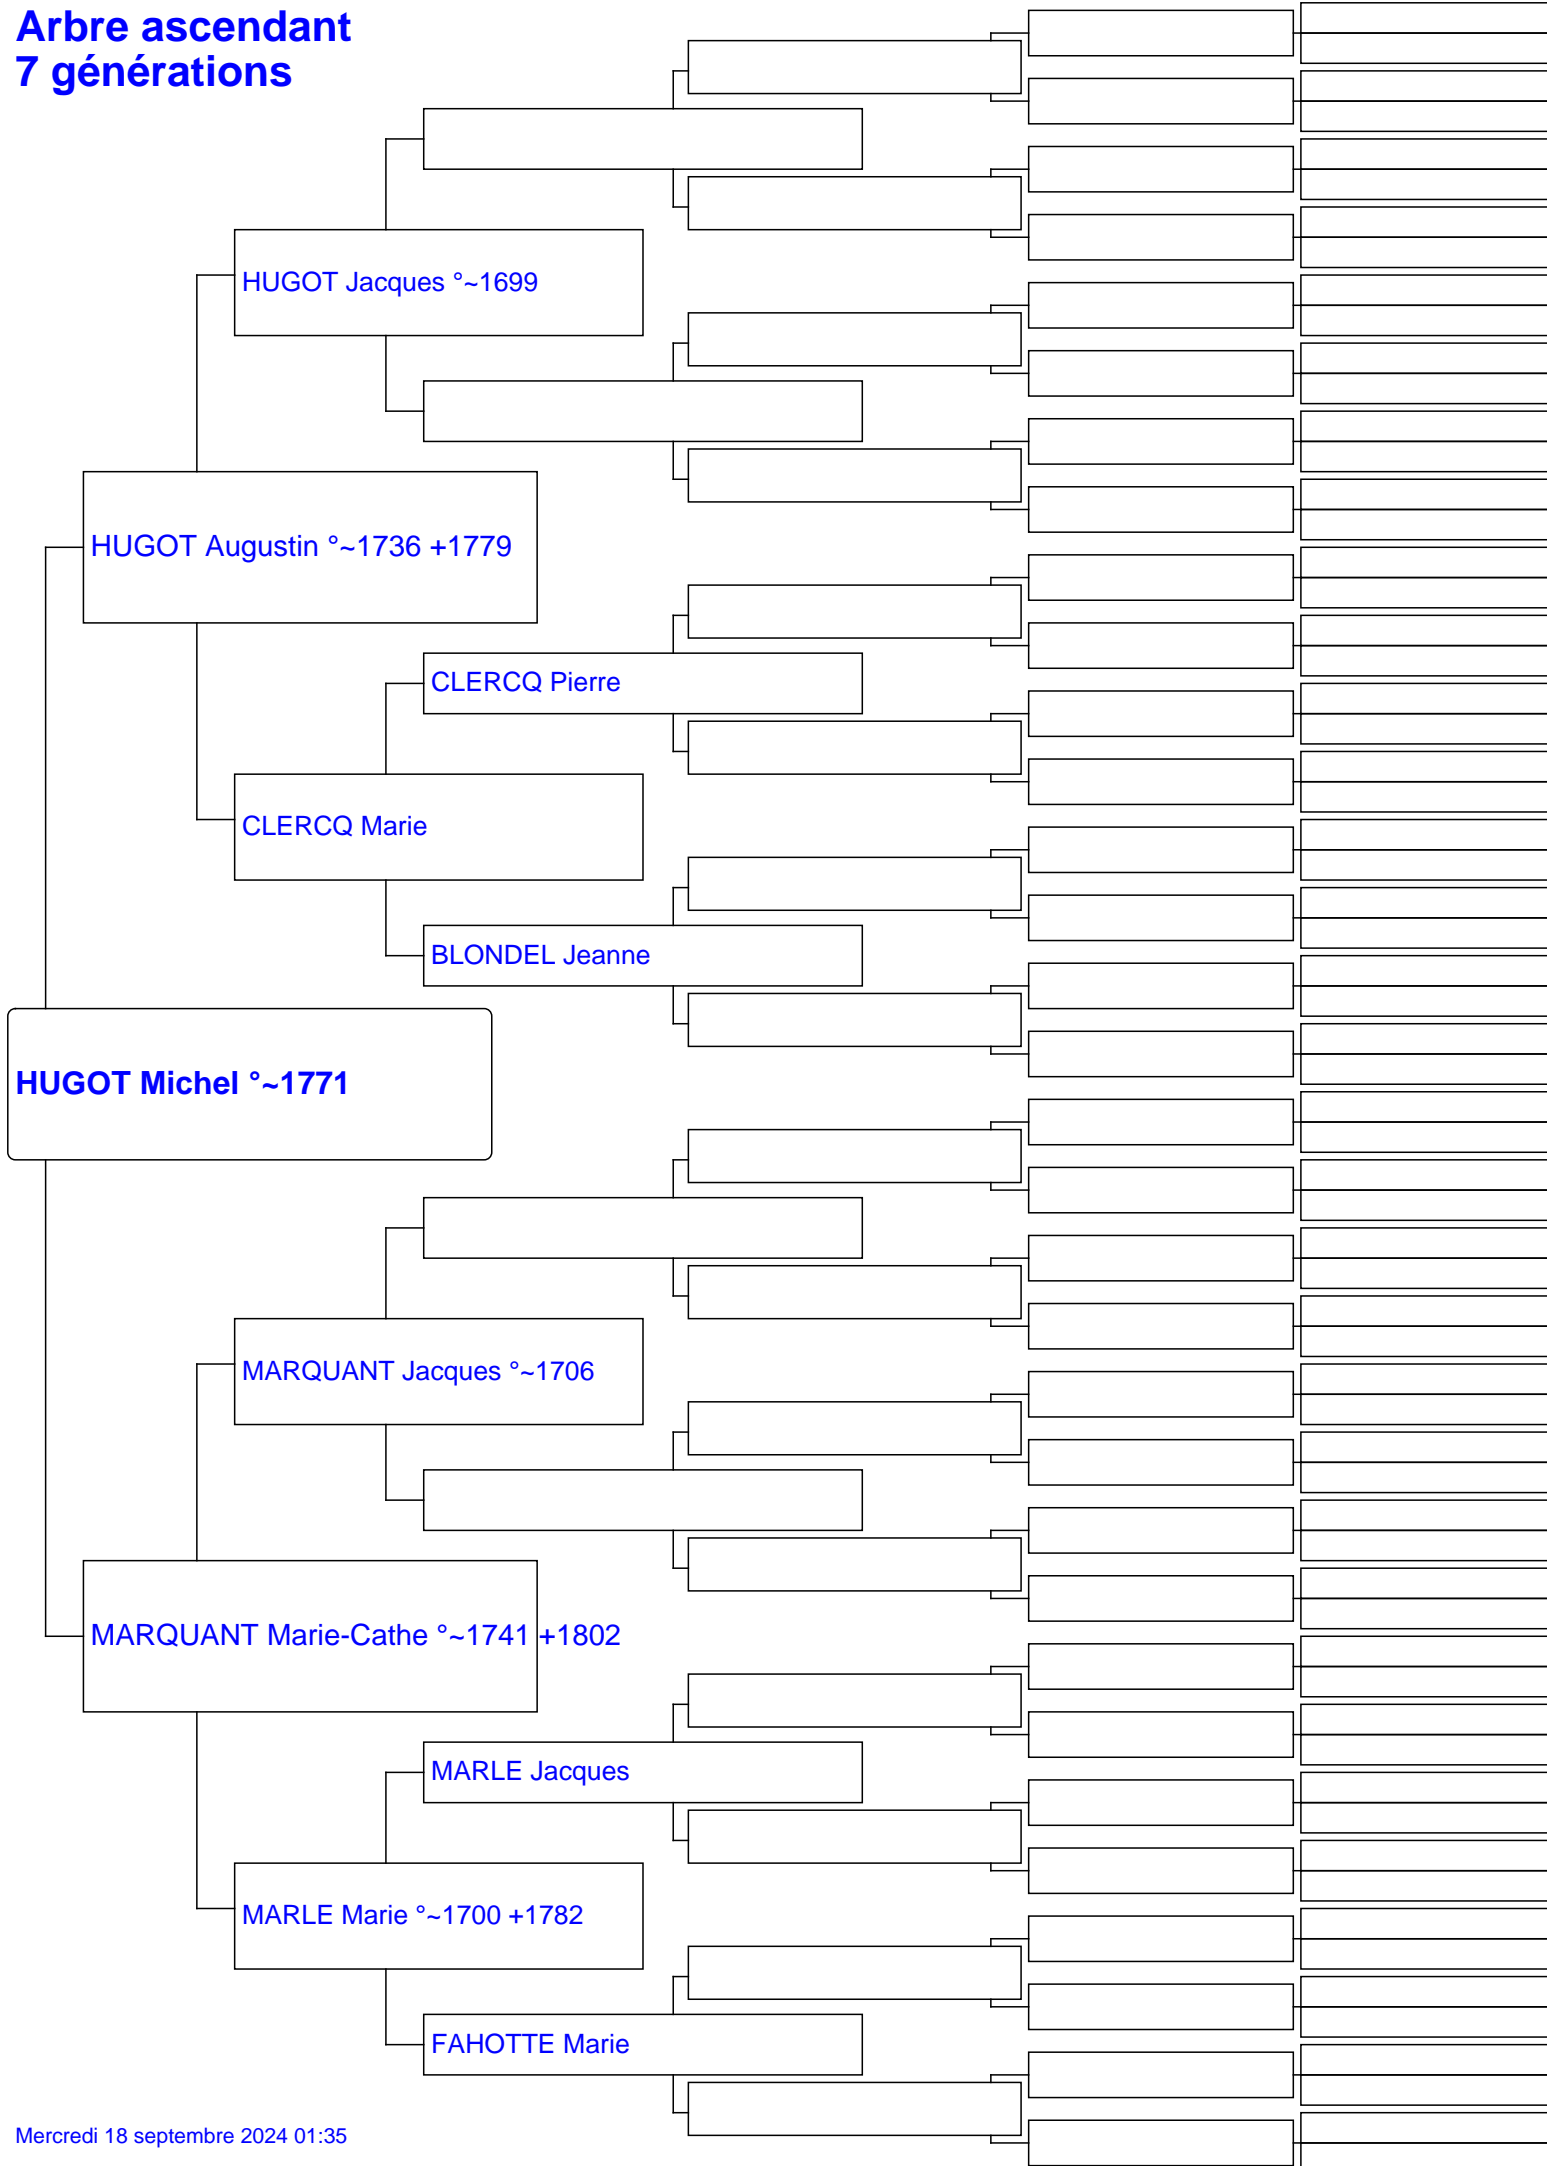 Arbre ascendant
7 générations
HUGOT Jacques °~1699
HUGOT Augustin °~1736 +1779
CLERCQ Pierre
CLERCQ Marie
BLONDEL Jeanne
HUGOT Michel °~1771
MARQUANT Jacques °~1706
MARQUANT Marie-Cathe °~1741 +1802
MARLE Jacques
MARLE Marie °~1700 +1782
FAHOTTE Marie
Mercredi 18 septembre 2024 01:35